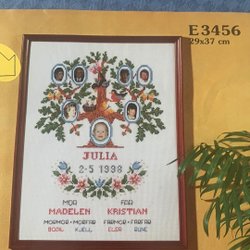 E3456
29x37 cm
JULIA
2-5 1998
MOR FAR
MADELEN KRISTIAN
MORMOR-MORFAR FARMOR-FARFAR
BODIL KJELL ELSE RUNE